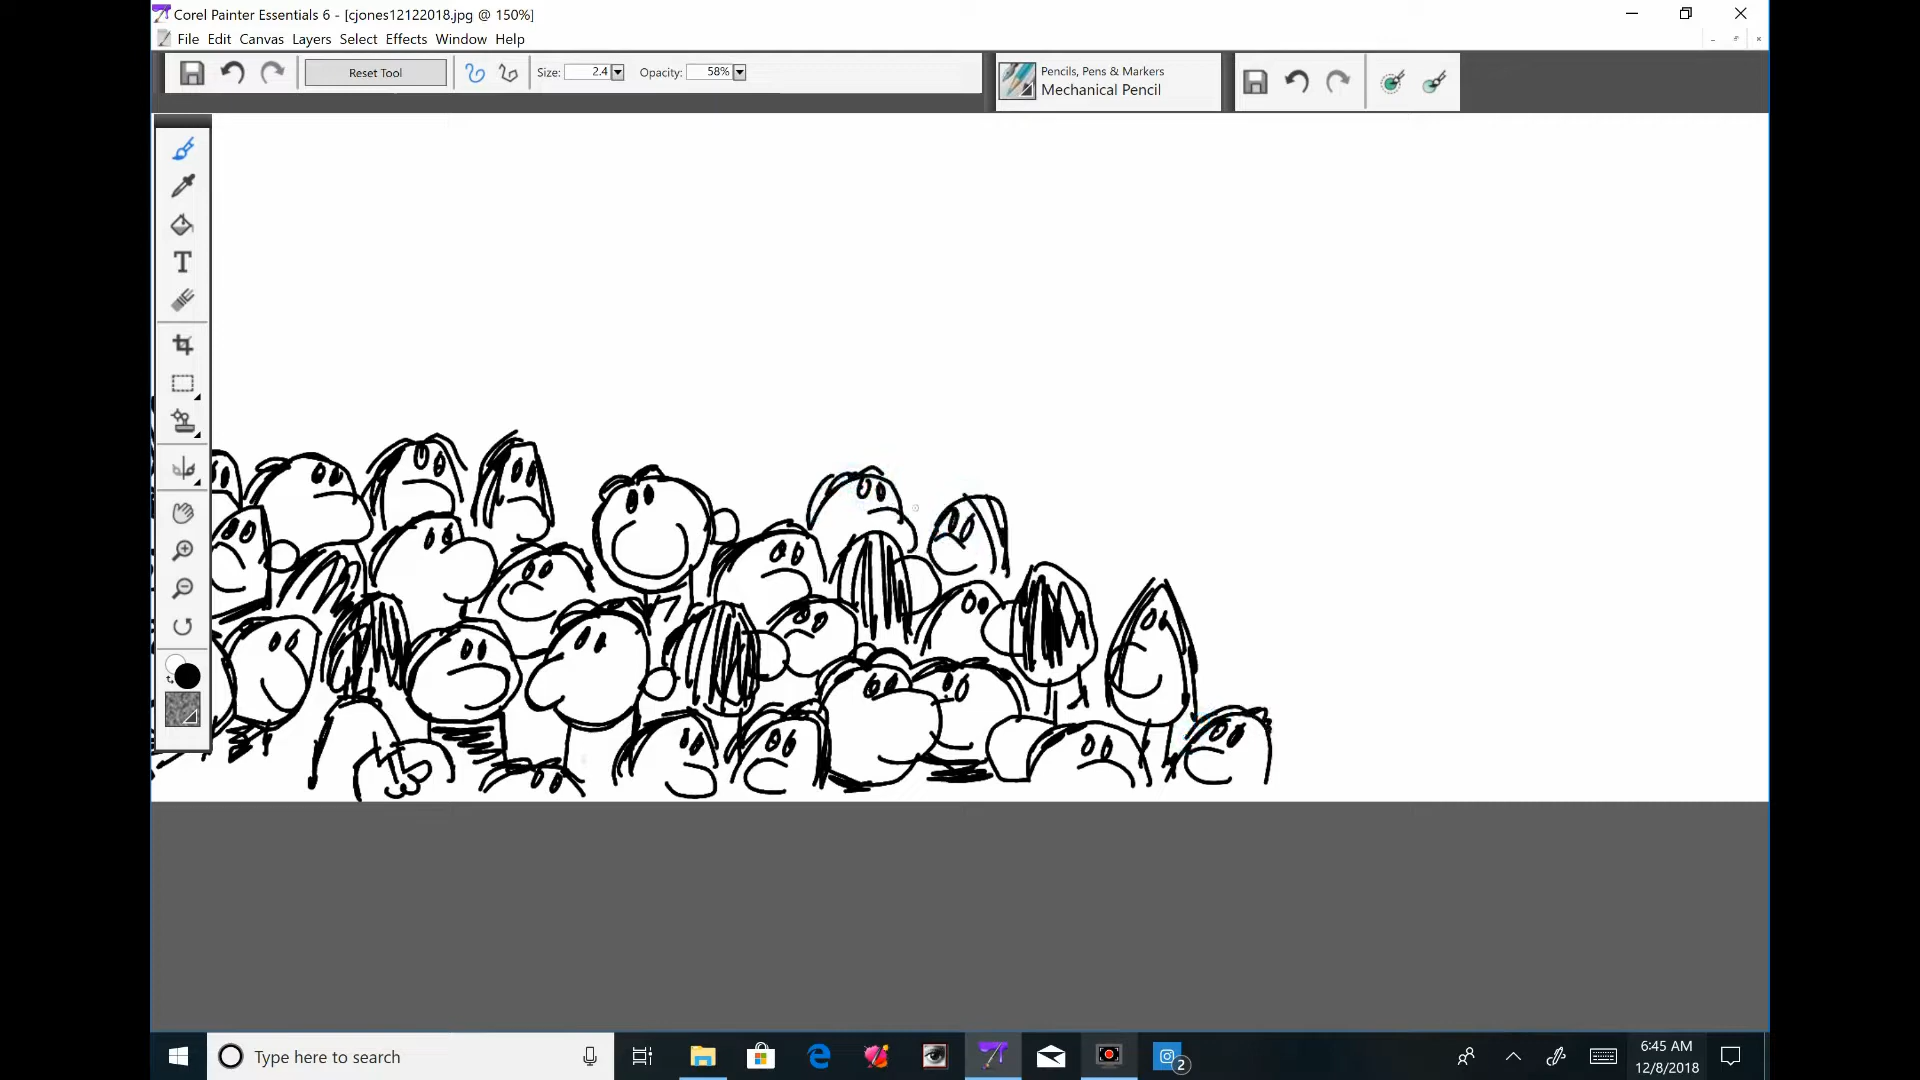 Corel Painter Essentials 6 - [cjones12122018.jpg @ 150%]
File Edit Canvas Layers Select Effects Window Help
Reset Tool Size: 2.4 Opacity: 58%
Pencils, Pens & Markers
Mechanical Pencil
T
Type here to search
2
6:45 AM
12/8/2018